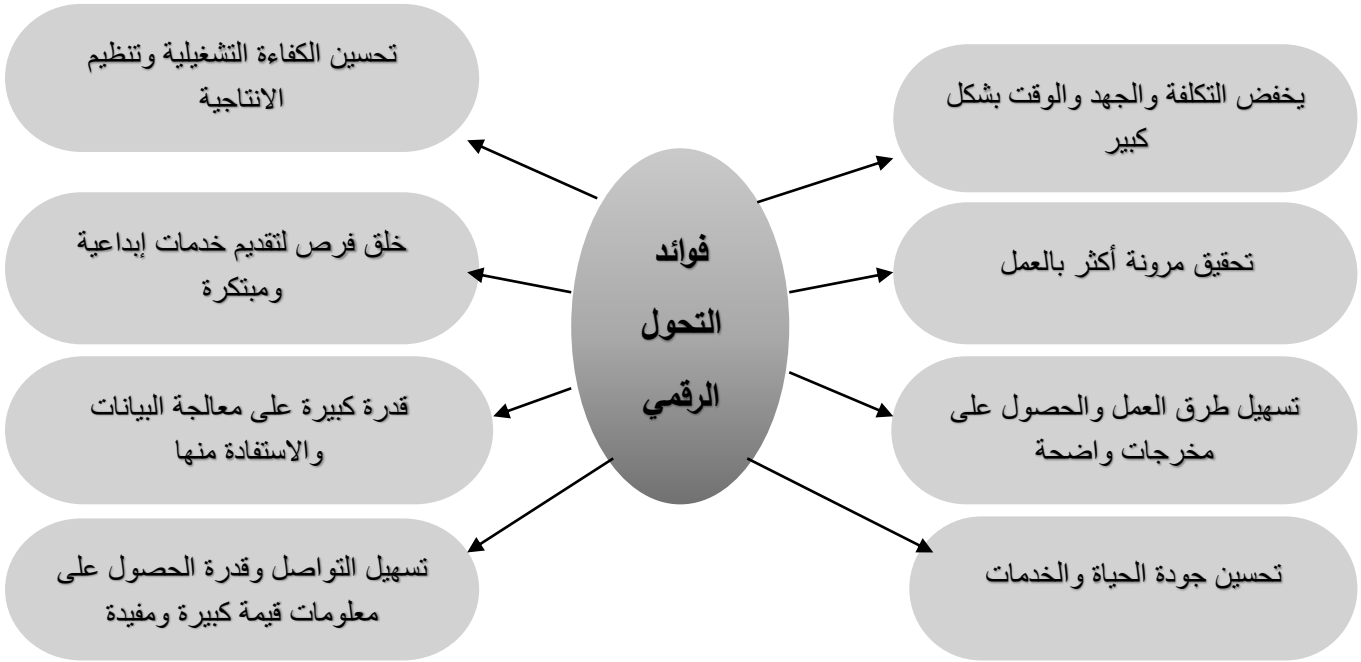 فوائد
التحول
الرقمي
يخفض التكلفة والجهد والوقت بشكل
كبير
تحقيق مرونة أكثر بالعمل
تسهيل طرق العمل والحصول على
مخرجات واضحة
تحسين جودة الحياة والخدمات
تحسين الكفاءة التشغيلية وتنظيم
الانتاجية
خلق فرص لتقديم خدمات إبداعية
ومبتكرة
قدرة كبيرة على معالجة البيانات
والاستفادة منها
تسهيل التواصل وقدرة الحصول على
معلومات قيمة كبيرة ومفيدة